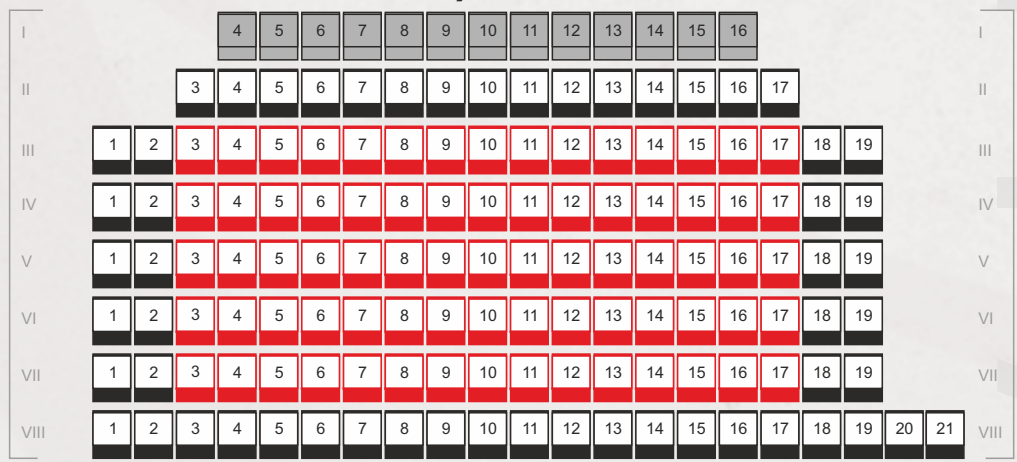 I 4 5 6 7 8 9 10 11 12 13 14 15 16 I
II 3 4 5 6 7 8 9 10 11 12 13 14 15 16 17 II
III 1 2 3 4 5 6 7 8 9 10 11 12 13 14 15 16 17 18 19 III
IV 1 2 3 4 5 6 7 8 9 10 11 12 13 14 15 16 17 18 19 IV
V 1 2 3 4 5 6 7 8 9 10 11 12 13 14 15 16 17 18 19 V
VI 1 2 3 4 5 6 7 8 9 10 11 12 13 14 15 16 17 18 19 VI
VII 1 2 3 4 5 6 7 8 9 10 11 12 13 14 15 16 17 18 19 VII
VIII 1 2 3 4 5 6 7 8 9 10 11 12 13 14 15 16 17 18 19 20 21 VIII